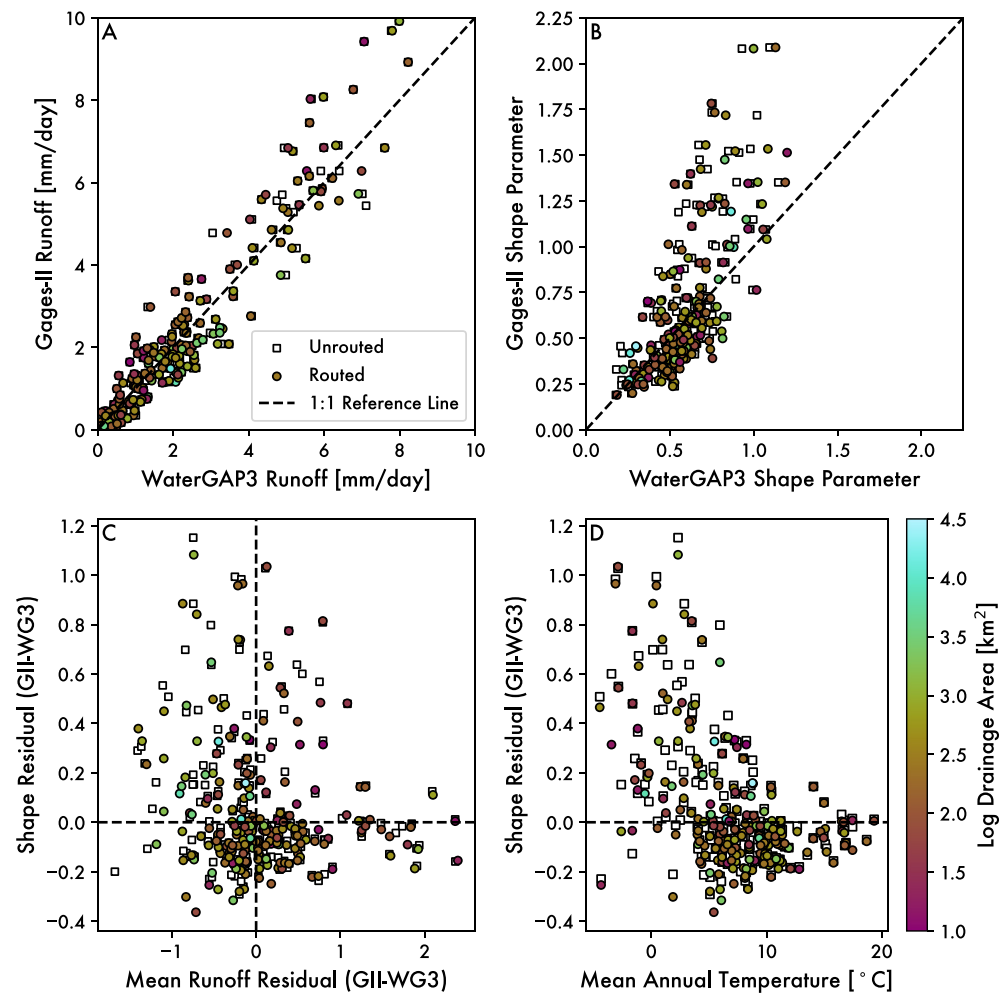 A
10
8
6
4
2
0
Gages-II Runoff [mm/day]
Unrouted
Routed
1:1 Reference Line
0 2 4 6 8 10
WaterGAP3 Runoff [mm/day]
B
2.25
2.00
1.75
1.50
1.25
1.00
0.75
0.50
0.25
0.00
Gages-II Shape Parameter
0.0 0.5 1.0 1.5 2.0
WaterGAP3 Shape Parameter
C
1.2
1.0
0.8
0.6
0.4
0.2
0.0
−0.2
−0.4
Shape Residual (GII-WG3)
−1 0 1 2
Mean Runoff Residual (GII-WG3)
D
1.2
1.0
0.8
0.6
0.4
0.2
0.0
−0.2
−0.4
Shape Residual (GII-WG3)
0 10 20
Mean Annual Temperature [°C]
4.5
4.0
3.5
3.0
2.5
2.0
1.5
1.0
Log Drainage Area [km²]